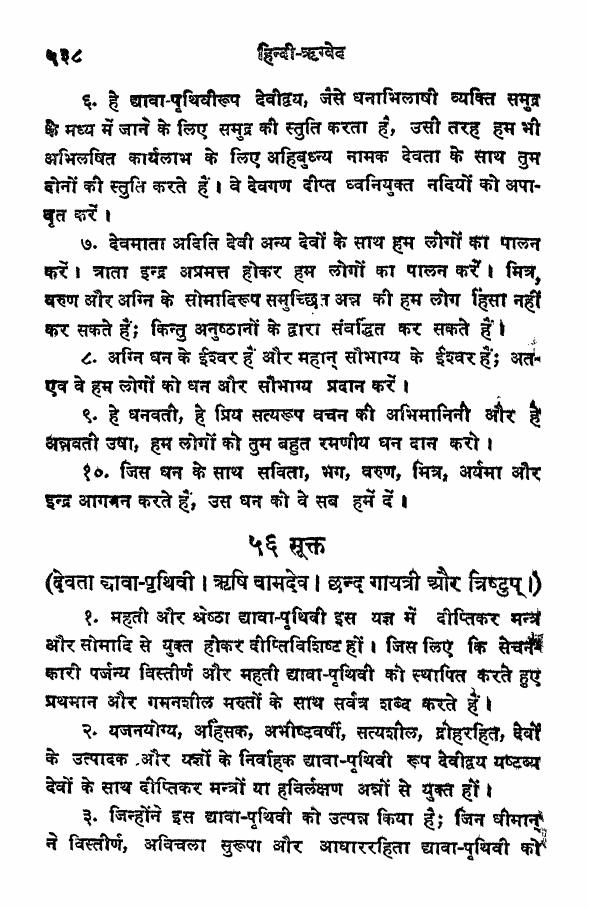 ५३८ हिन्दी-ऋग्वेद
६. हे द्यावा-पृथिवीरूप देवीद्वय, जैसे धनाभिलाषी व्यक्ति समुद्र
के मध्य में जाने के लिए समुद्र की स्तुति करता है, उसी तरह हम भी
अभिलषित कार्यलाभ के लिए अहिबुध्न्य नामक देवता के साथ तुम
दोनों की स्तुति करते हैं। वे देवगण दीप्त ध्वनियुक्त नदियों को अपा-
वृत करें।
७. देवमाता अदिति देवी अन्य देवों के साथ हम लोगों का पालन
करें। त्राता इन्द्र अप्रमत्त होकर हम लोगों का पालन करें। मित्र,
वरुण और अग्नि के सोमादिरूप समुच्छ्रित अन्न की हम लोग हिंसा नहीं
कर सकते हैं; किन्तु अनुष्ठानों के द्वारा संवर्द्धित कर सकते हैं।
८. अग्नि धन के ईश्वर हैं और महान् सौभाग्य के ईश्वर हैं; अत-
एव वे हम लोगों को धन और सौभाग्य प्रदान करें।
९. हे धनवती, हे प्रिय सत्यरूप वचन की अभिमानिनी और हे
अन्नवती उषा, हम लोगों को तुम बहुत रमणीय धन दान करो।
१०. जिस धन के साथ सविता, भग, वरुण, मित्र, अर्यमा और
इन्द्र आगमन करते हैं, उस धन को वे सब हमें दें।
५६ सूक्त
(देवता द्यावा-पृथिवी। ऋषि वामदेव। छन्द गायत्री और त्रिष्टुप्।)
१. महती और श्रेष्ठा द्यावा-पृथिवी इस यज्ञ में दीप्तिकर मन्त्र
और सोमादि से युक्त होकर दीप्तिविशिष्ट हों। जिस लिए कि सेचन-
कारी पर्जन्य विस्तीर्ण और महती द्यावा-पृथिवी को स्थापित करते हुए
प्रथमान और गमनशील मरुतों के साथ सर्वत्र शब्द करते हैं।
२. यजनयोग्य, अहिंसक, अभीष्टवर्षी, सत्यशील, द्रोहरहित, देवों
के उत्पादक और यज्ञों के निर्वाहक द्यावा-पृथिवी रूप देवीद्वय यष्टव्य
देवों के साथ दीप्तिकर मन्त्रों या हविर्लक्षण अन्नों से युक्त हों।
३. जिन्होंने इस द्यावा-पृथिवी को उत्पन्न किया है; जिन धीमान्
ने विस्तीर्ण, अविचला सुरूपा और आधाररहिता द्यावा-पृथिवी को